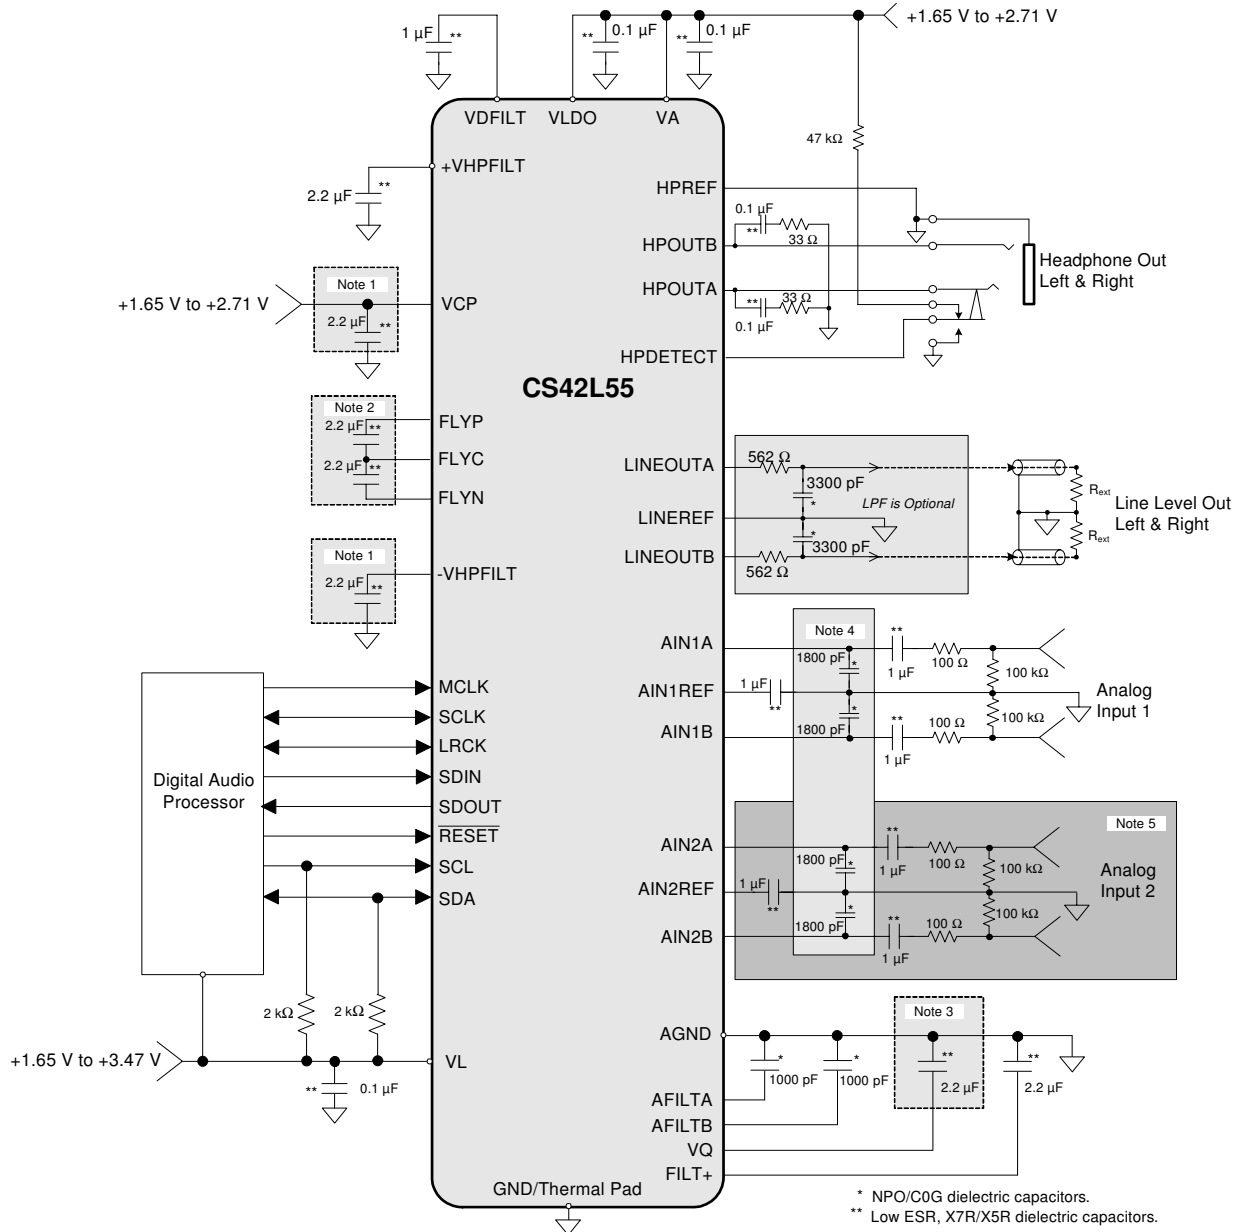 +1.65 V to +2.71 V
1 µF
**
0.1 µF
**
0.1 µF
**
VDFILT
VLDO
VA
47 kΩ
+VHPFILT
2.2 µF
**
HPREF
0.1 µF
**
33 Ω
HPOUTB
Headphone Out
Left & Right
HPOUTA
33 Ω
**
0.1 µF
HPDETECT
Note 1
+1.65 V to +2.71 V
VCP
2.2 µF
**
CS42L55
Note 2
2.2 µF
**
FLYP
2.2 µF
**
FLYC
FLYN
LINEOUTA
562 Ω
3300 pF
*
LPF is Optional
LINEREF
*
3300 pF
LINEOUTB
562 Ω
Rext
Rext
Line Level Out
Left & Right
Note 1
2.2 µF
**
-VHPFILT
Note 4
AIN1A
1800 pF
*
**
1 µF
100 Ω
100 kΩ
AIN1REF
1 µF
**
Analog
Input 1
AIN1B
1800 pF
*
**
1 µF
100 Ω
100 kΩ
Digital Audio
Processor
MCLK
SCLK
LRCK
SDIN
SDOUT
RESET
SCL
SDA
Note 5
AIN2A
1800 pF
*
**
1 µF
100 Ω
100 kΩ
AIN2REF
1 µF
**
Analog
Input 2
AIN2B
1800 pF
*
**
1 µF
100 Ω
100 kΩ
2 kΩ
2 kΩ
+1.65 V to +3.47 V
VL
**
0.1 µF
Note 3
AGND
*
1000 pF
*
1000 pF
**
2.2 µF
**
2.2 µF
AFILTA
AFILTB
VQ
FILT+
GND/Thermal Pad
* NPO/C0G dielectric capacitors.
** Low ESR, X7R/X5R dielectric capacitors.